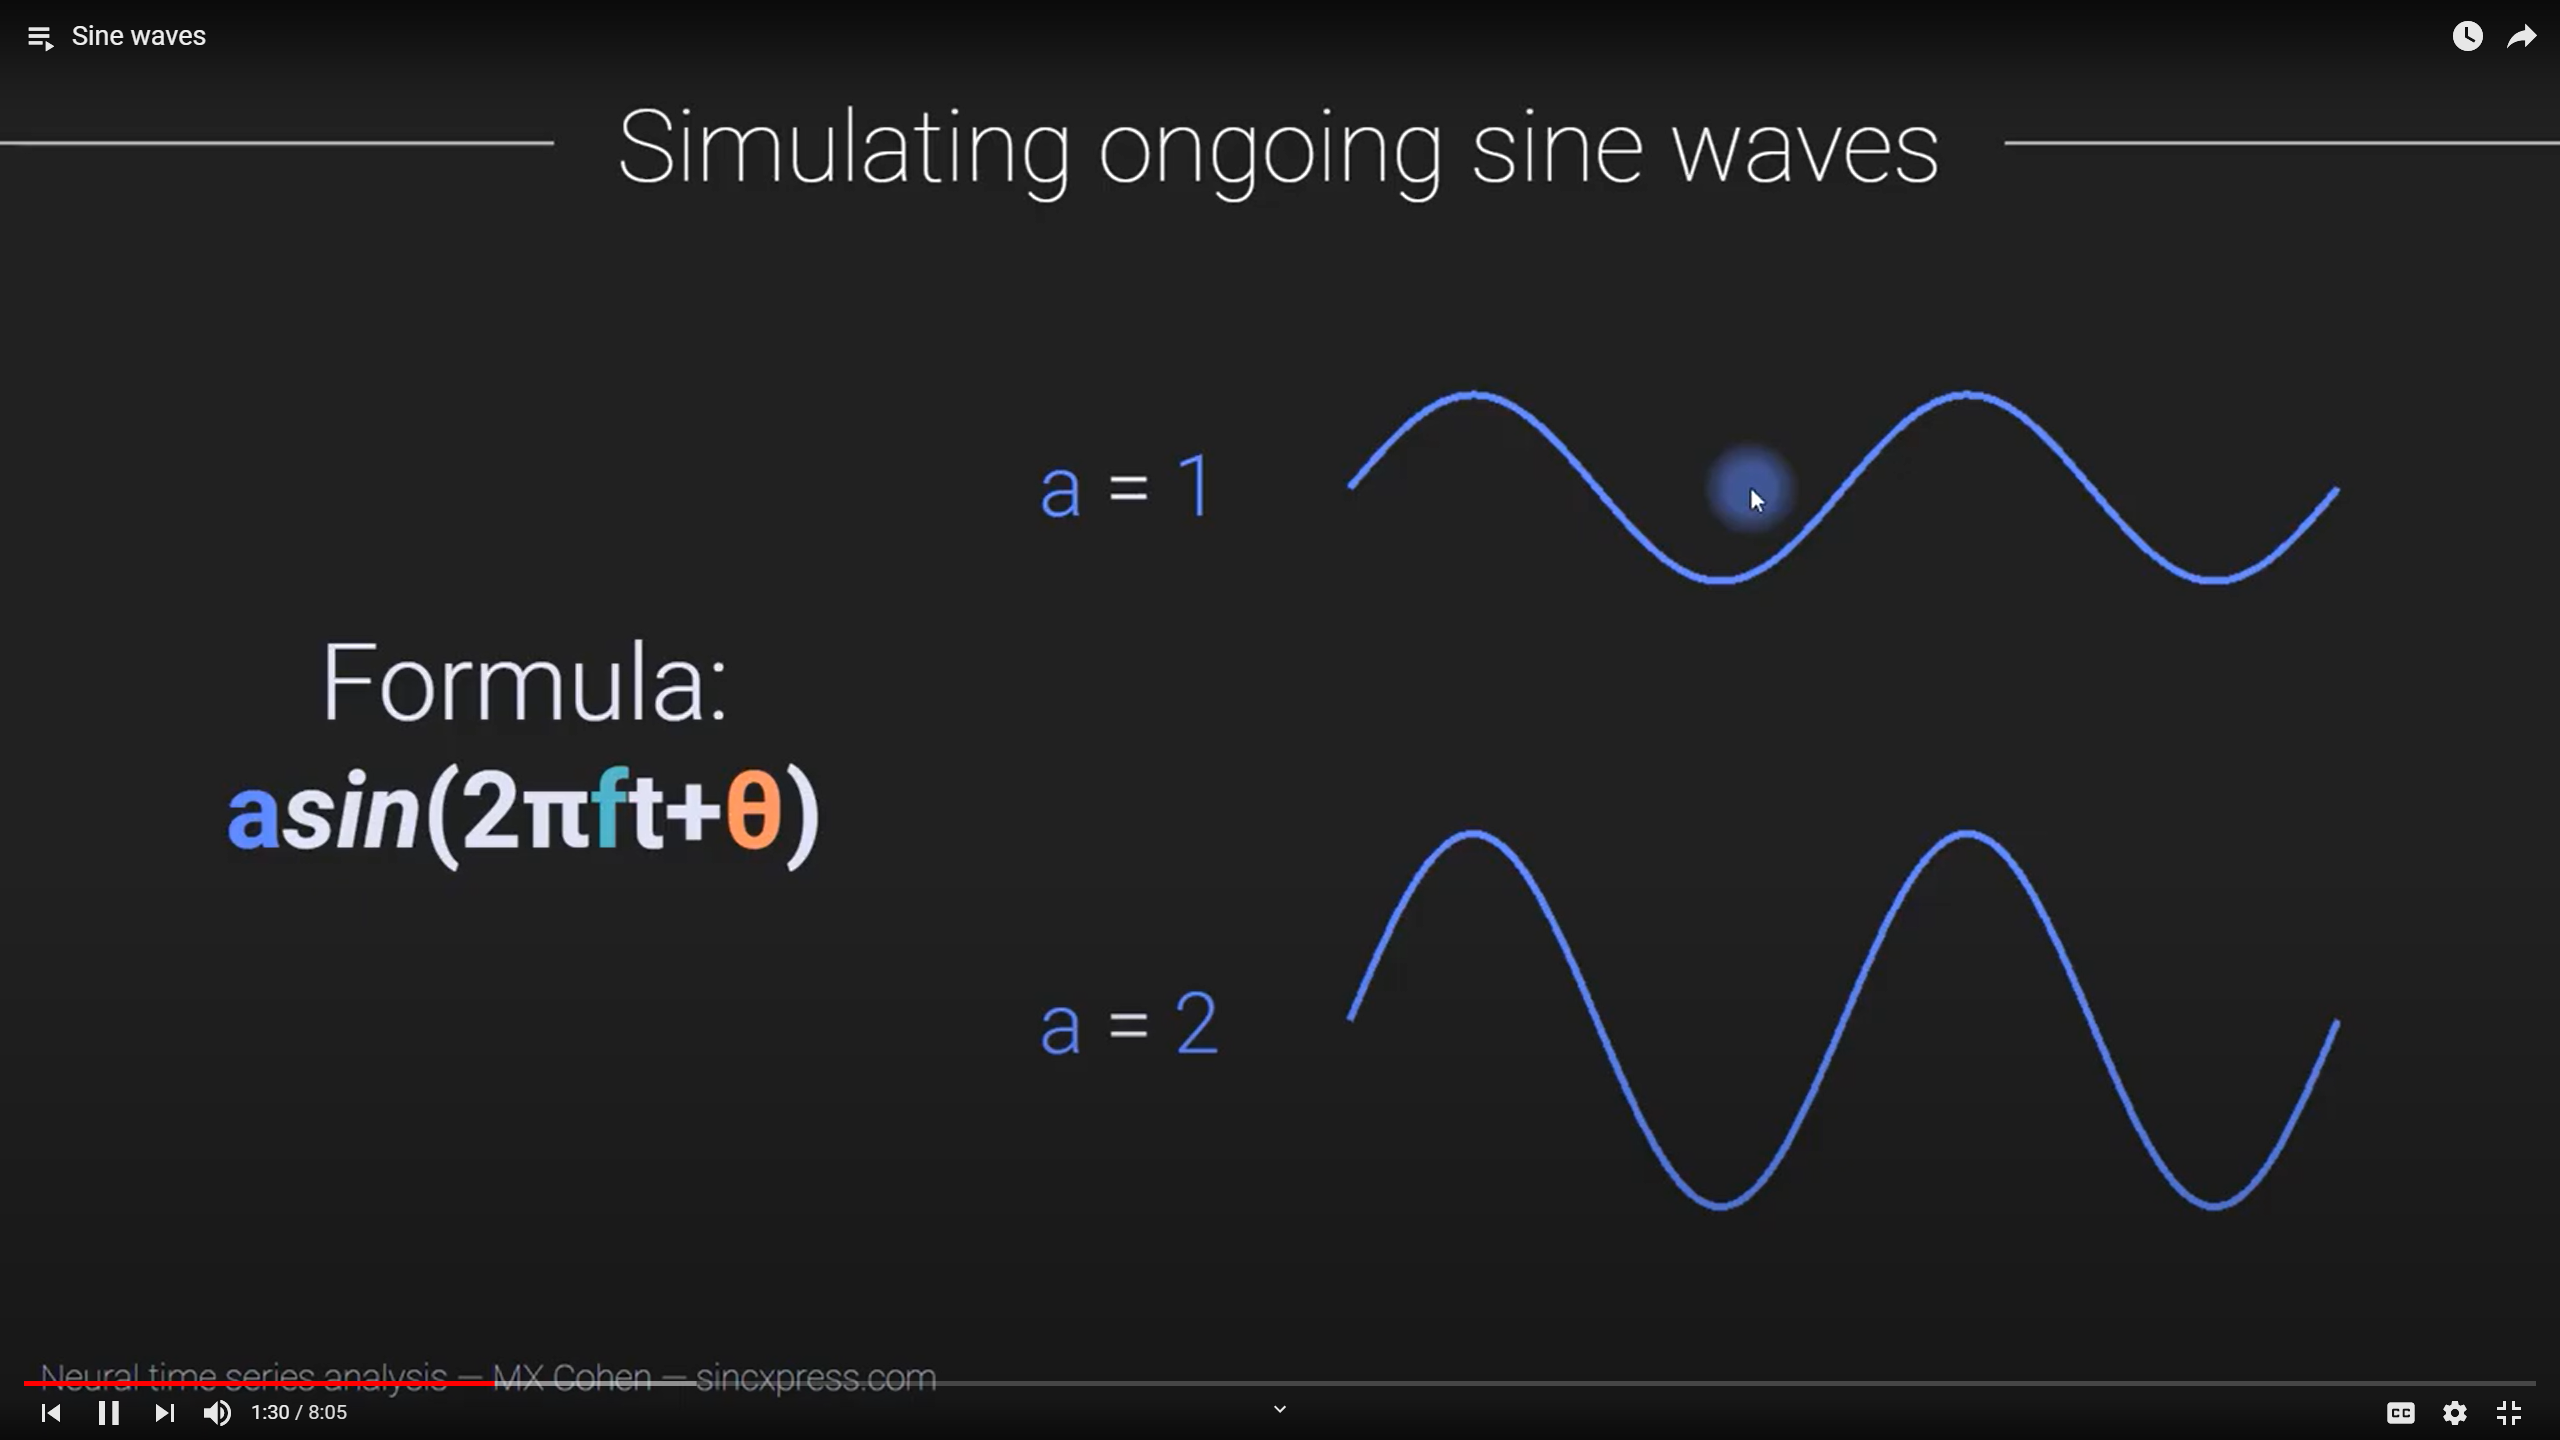 Sine waves
Simulating ongoing sine waves
a = 1
Formula:
asin(2πft+θ)
a = 2
Neural time series analysis — MX Cohen — sincxpress.com
1:30 / 8:05
CC